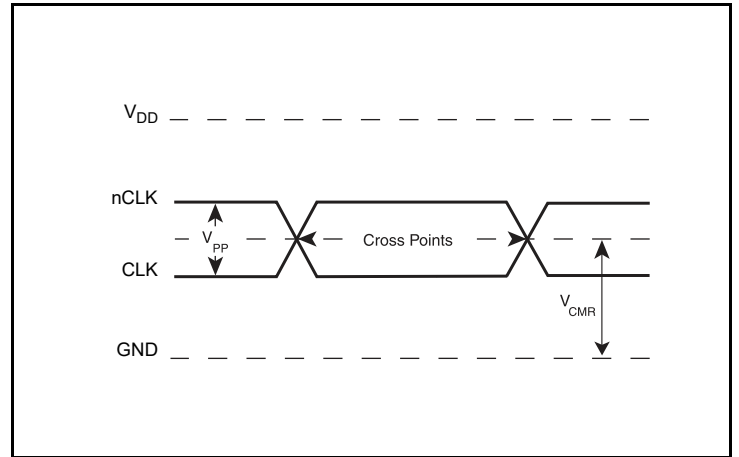 VDD
nCLK
VPP
Cross Points
CLK
VCMR
GND